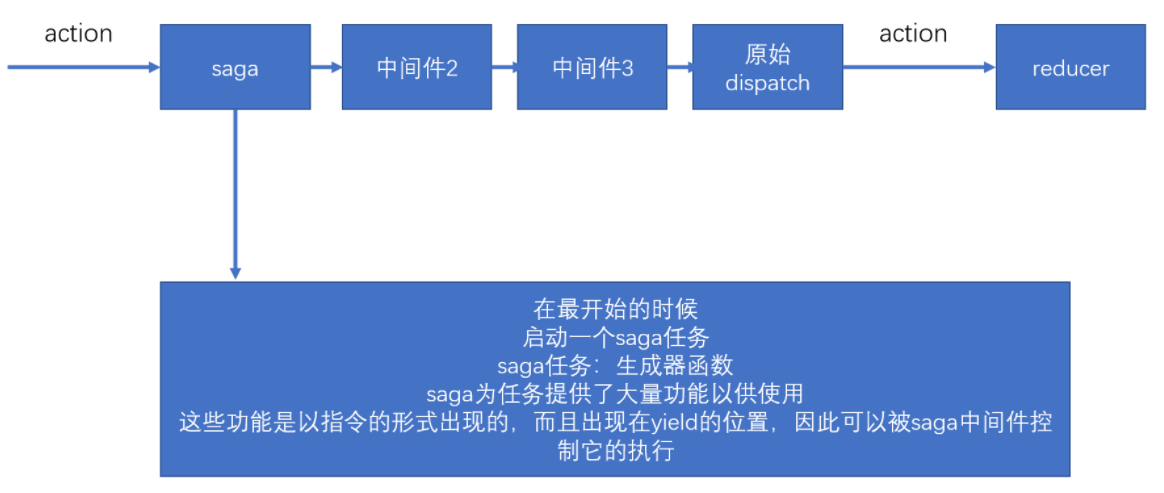 action
saga
中间件2
中间件3
原始
dispatch
action
reducer
在最开始的时候
启动一个saga任务
saga任务：生成器函数
saga为任务提供了大量功能以供使用
这些功能是以指令的形式出现的，而且出现在yield的位置，因此可以被saga中间件控
制它的执行